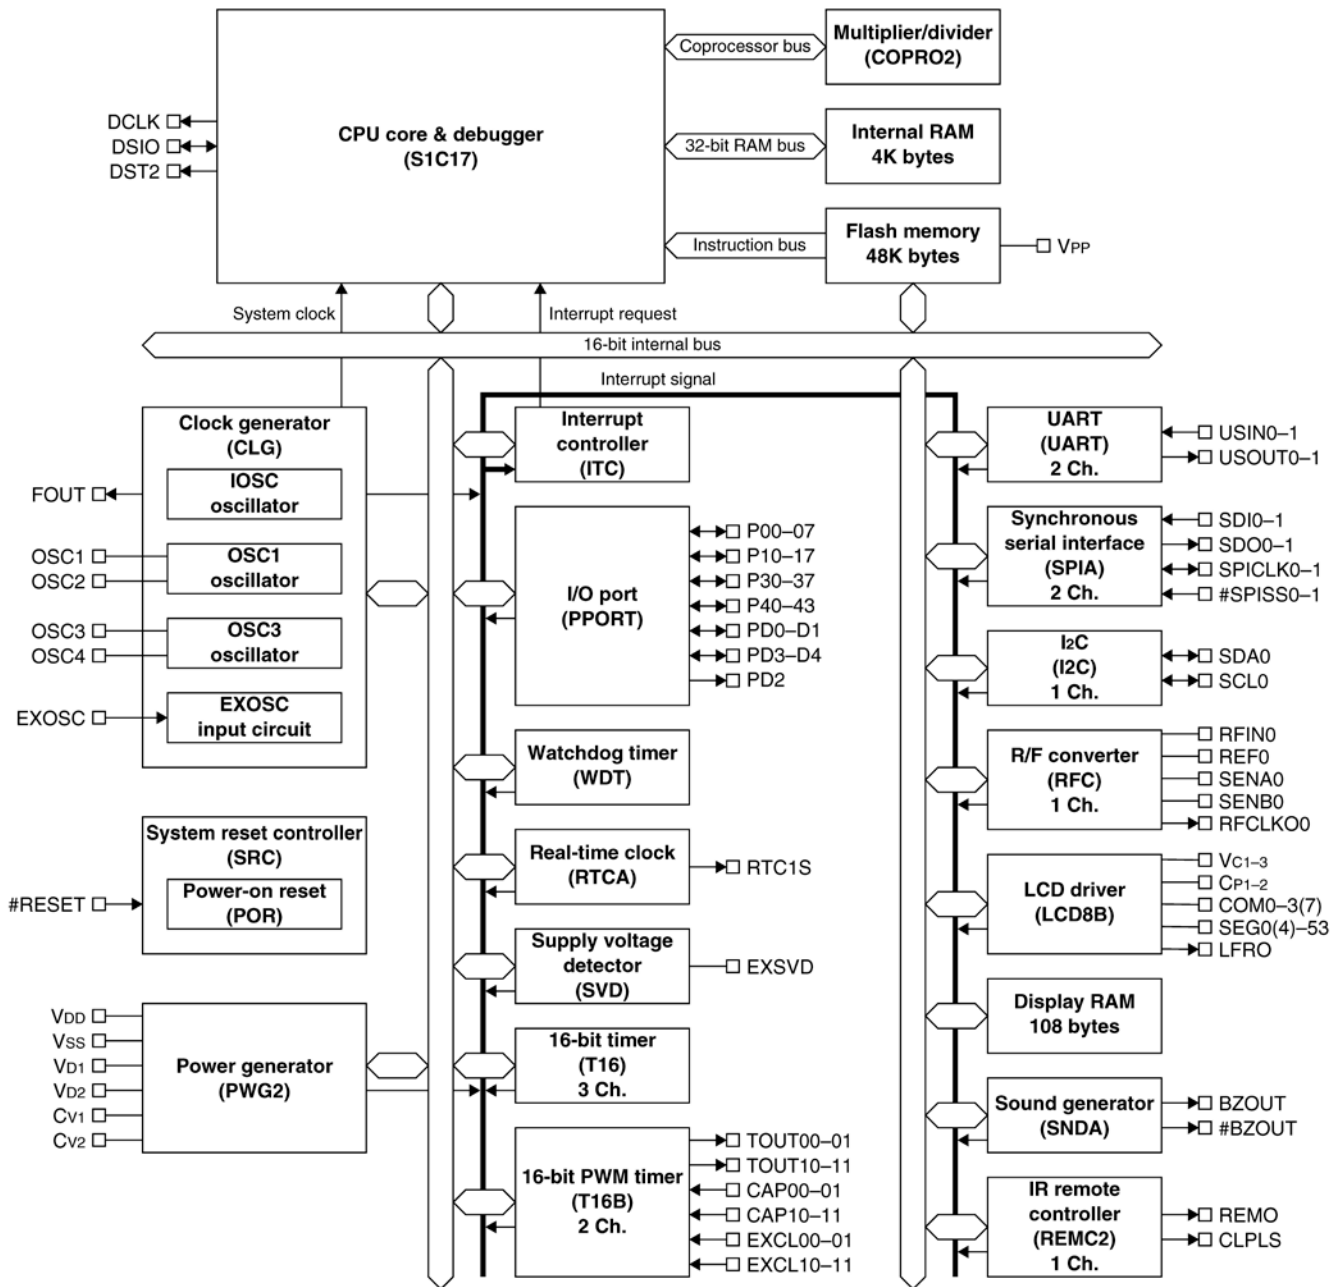 CPU core & debugger
(S1C17)
DCLK
DSIO
DST2
Coprocessor bus
Multiplier/divider
(COPRO2)
32-bit RAM bus
Internal RAM
4K bytes
Instruction bus
Flash memory
48K bytes
VPP
System clock
Interrupt request
16-bit internal bus
Interrupt signal
Clock generator
(CLG)
IOSC
oscillator
OSC1
oscillator
OSC3
oscillator
EXOSC
input circuit
FOUT
OSC1
OSC2
OSC3
OSC4
EXOSC
System reset controller
(SRC)
Power-on reset
(POR)
#RESET
Power generator
(PWG2)
VDD
VSS
VD1
VD2
CV1
CV2
Interrupt
controller
(ITC)
I/O port
(PPORT)
P00–07
P10–17
P30–37
P40–43
PD0–D1
PD3–D4
PD2
Watchdog timer
(WDT)
Real-time clock
(RTCA)
RTC1S
Supply voltage
detector
(SVD)
EXSVD
16-bit timer
(T16)
3 Ch.
16-bit PWM timer
(T16B)
2 Ch.
TOUT00–01
TOUT10–11
CAP00–01
CAP10–11
EXCL00–01
EXCL10–11
UART
(UART)
2 Ch.
USIN0–1
USOUT0–1
Synchronous
serial interface
(SPIA)
2 Ch.
SDI0–1
SDO0–1
SPICLK0–1
#SPISS0–1
I2C
(I2C)
1 Ch.
SDA0
SCL0
R/F converter
(RFC)
1 Ch.
RFIN0
REF0
SENA0
SENB0
RFCLKO0
LCD driver
(LCD8B)
VC1–3
CP1–2
COM0–3(7)
SEG0(4)–53
LFRO
Display RAM
108 bytes
Sound generator
(SNDA)
BZOUT
#BZOUT
IR remote
controller
(REMC2)
1 Ch.
REMO
CLPLS